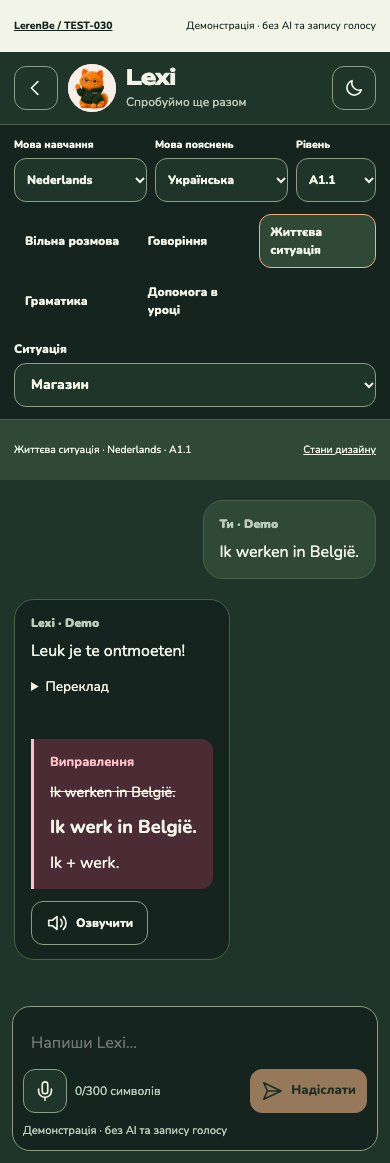 LerenBe / TEST-030
Демонстрація · без AI та запису голосу
Lexi
Спробуймо ще разом
Мова навчання
Мова пояснень
Рівень
Nederlands
Українська
A1.1
Вільна розмова
Говоріння
Життєва
ситуація
Граматика
Допомога в
уроці
Ситуація
Магазин
Життєва ситуація · Nederlands · A1.1
Стани дизайну
Ти · Demo
Ik werken in België.
Lexi · Demo
Leuk je te ontmoeten!
Переклад
Виправлення
Ik werken in België.
Ik werk in België.
Ik + werk.
Озвучити
Напиши Lexi...
0/300 символів
Надіслати
Демонстрація · без AI та запису голосу